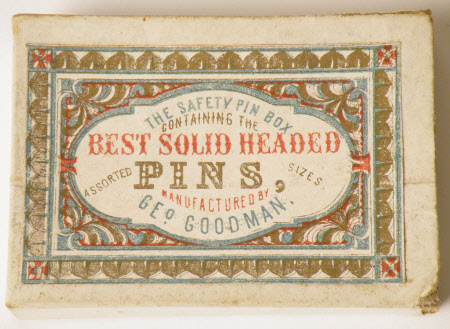 THE SAFETY PIN BOX
CONTAINING THE
BEST SOLID HEADED
ASSORTED PINS, SIZES
MANUFACTURED BY
GEO GOODMAN.